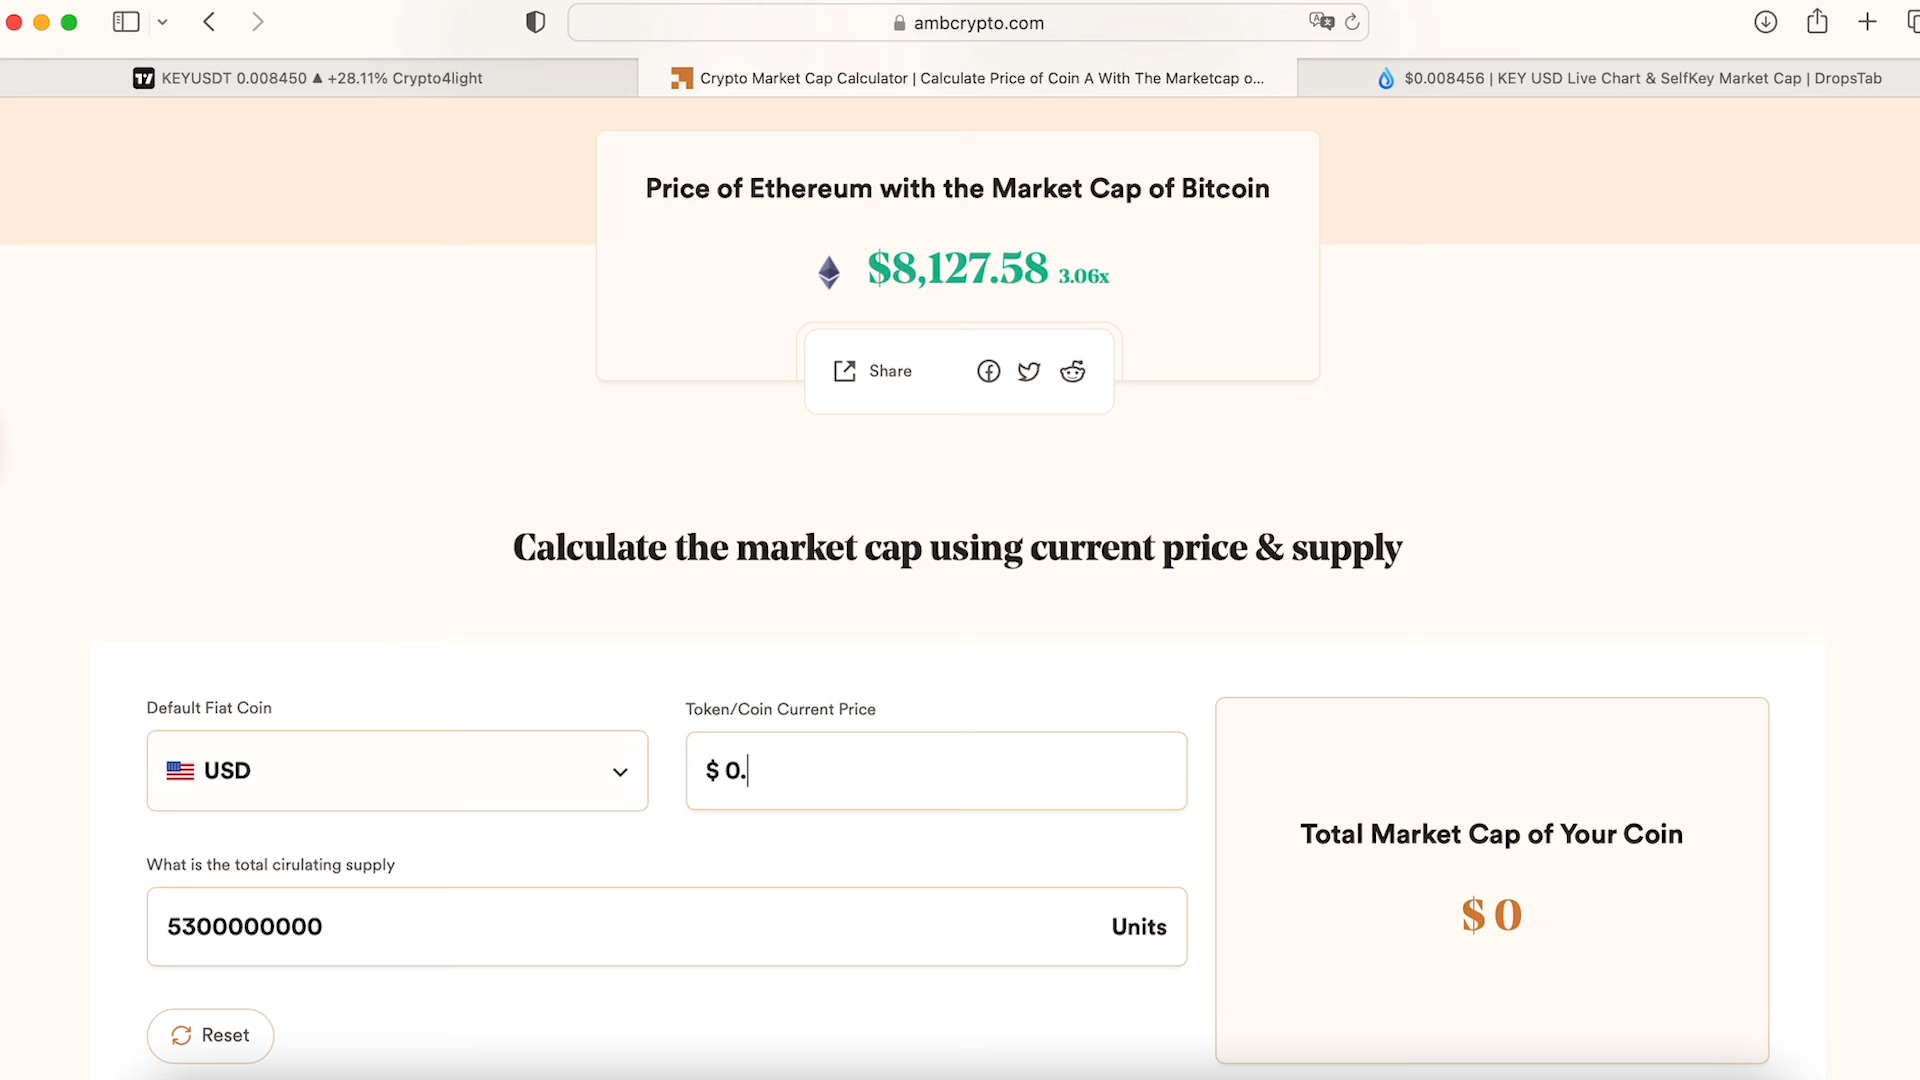 ambcrypto.com
KEYUSDT 0.008450 ▲ +28.11% Crypto4light
Crypto Market Cap Calculator | Calculate Price of Coin A With The Marketcap o...
$0.008456 | KEY USD Live Chart & SelfKey Market Cap | DropsTab
Price of Ethereum with the Market Cap of Bitcoin
$8,127.58 3.06x
Share
Calculate the market cap using current price & supply
Default Fiat Coin
Token/Coin Current Price
USD
$ 0.
What is the total cirulating supply
5300000000
Units
Total Market Cap of Your Coin
$ 0
Reset